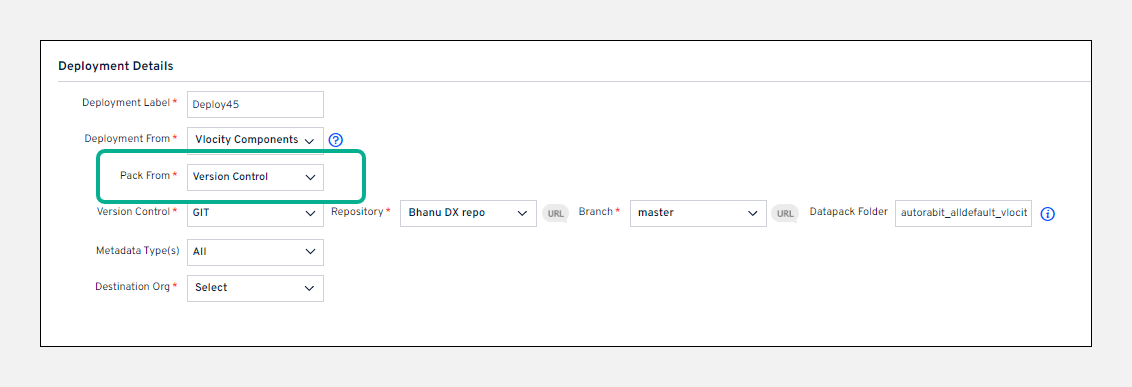 Deployment Details
Deployment Label * Deploy45
Deployment From * Vlocity Components ?
Pack From * Version Control
Version Control * GIT Repository * Bhanu DX repo URL Branch * master URL Datapack Folder autorabit_alldefault_vlocit i
Metadata Type(s) All
Destination Org * Select